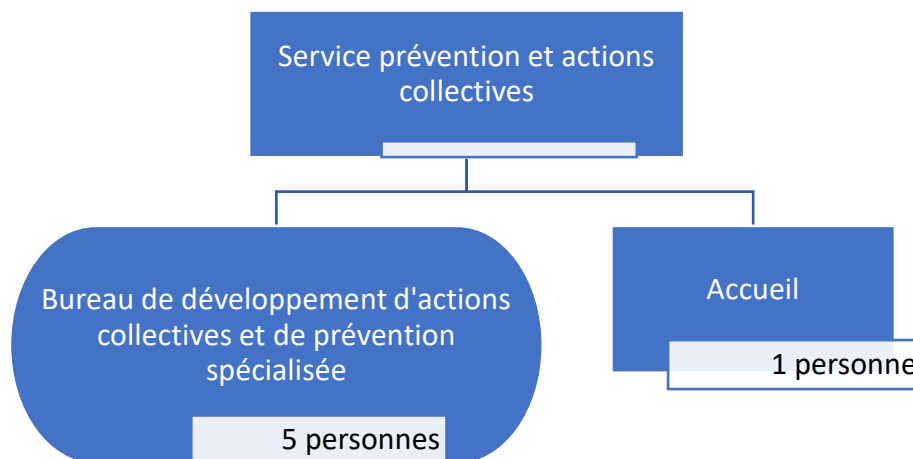 Service prévention et actions
collectives
Bureau de développement d'actions
collectives et de prévention
spécialisée
5 personnes
Accueil
1 personne